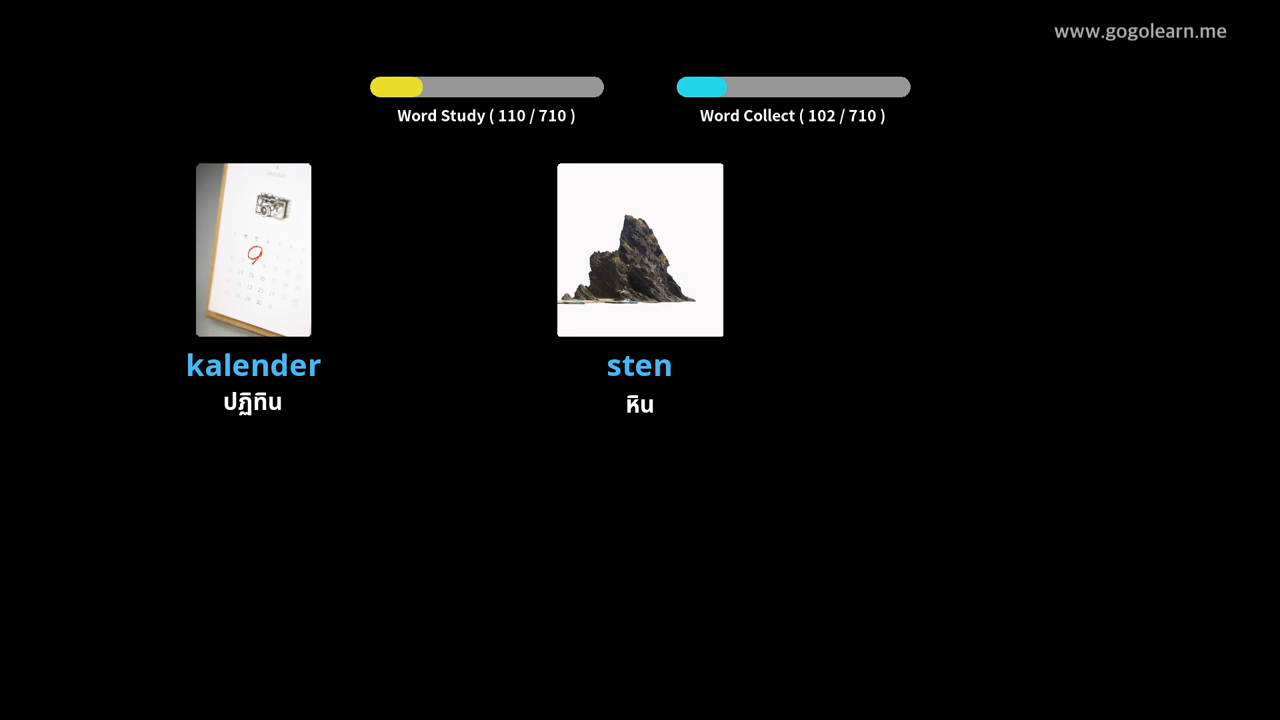 www.gogolearn.me
Word Study ( 110 / 710 )
Word Collect ( 102 / 710 )
kalender
ปฏิทิน
sten
หิน